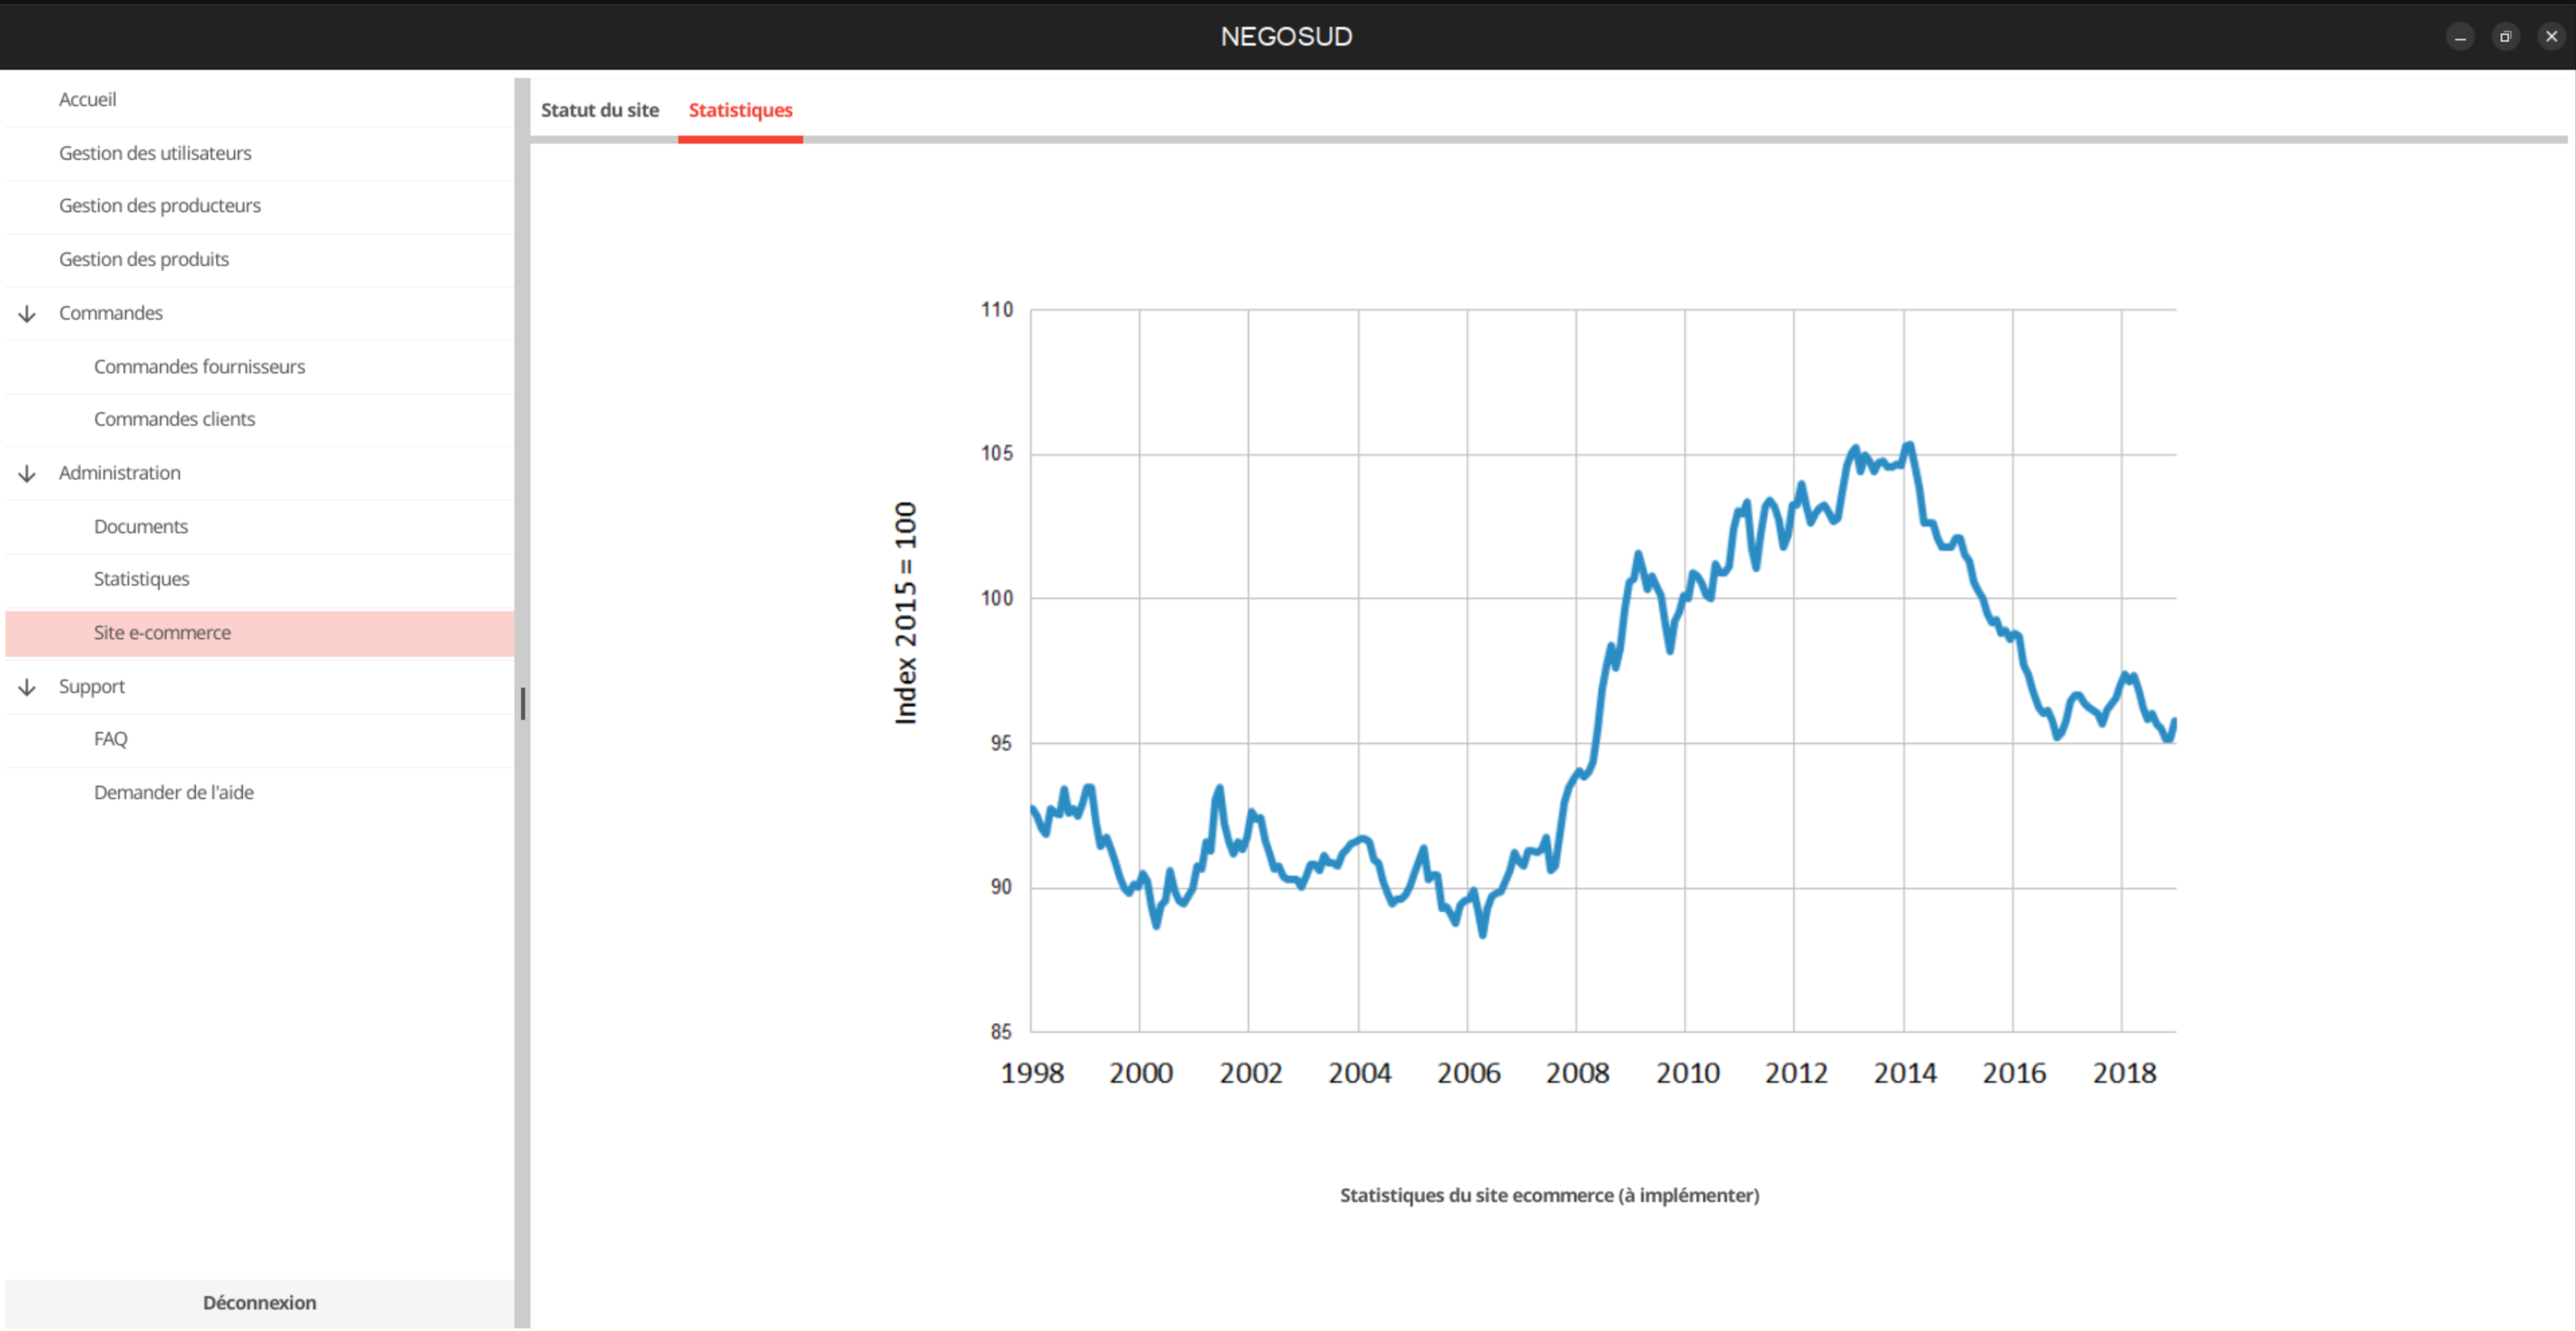 NEGOSUD
Accueil
Gestion des utilisateurs
Gestion des producteurs
Gestion des produits
Commandes
Commandes fournisseurs
Commandes clients
Administration
Documents
Statistiques
Site e-commerce
Support
FAQ
Demander de l'aide
Déconnexion
Statut du site Statistiques
Index 2015 = 100
110
105
100
95
90
85
1998 2000 2002 2004 2006 2008 2010 2012 2014 2016 2018
Statistiques du site ecommerce (à implémenter)